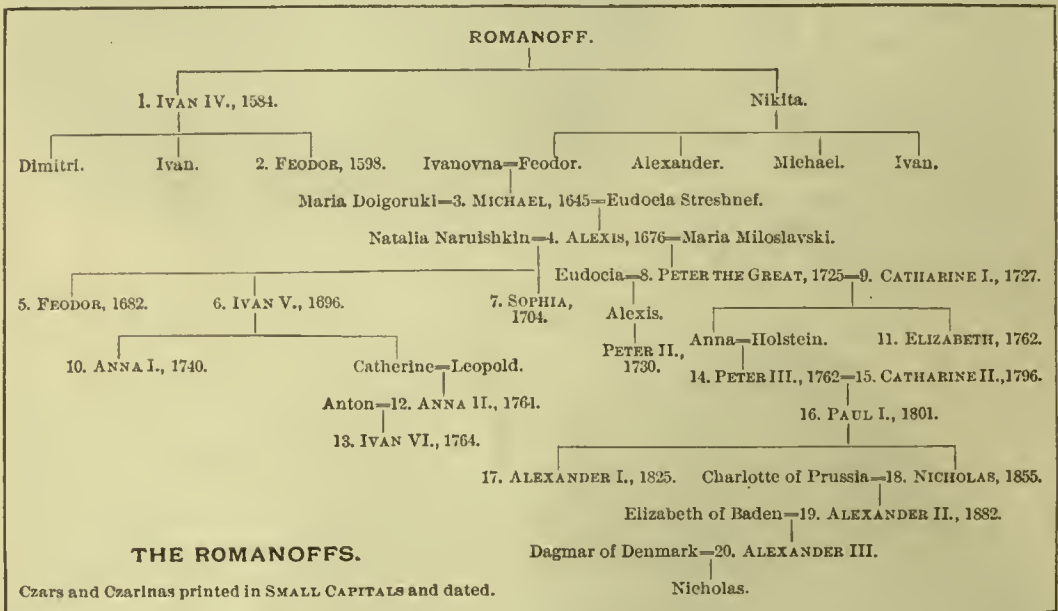 ROMANOFF.
1. IVAN IV., 1584. Nikita.
Dimitri. Ivan. 2. FEODOR, 1598. Ivanovna=Feodor. Alexander. Michael. Ivan.
Maria Dolgoruki=3. MICHAEL, 1645=Eudocia Streshnef.
Natalia Naruishkin=4. ALEXIS, 1676=Maria Miloslavski.
Eudocia=8. PETER THE GREAT, 1725=9. CATHARINE I., 1727.
5. FEODOR, 1682. 6. IVAN V., 1696. 7. SOPHIA,
1704.
Alexis.
PETER II.,
1730.
Anna=Holstein. 11. ELIZABETH, 1762.
10. ANNA I., 1740. Catherine=Leopold.
14. PETER III., 1762=15. CATHARINE II., 1796.
Anton=12. ANNA II., 1761.
16. PAUL I., 1801.
13. IVAN VI., 1764.
17. ALEXANDER I., 1825. Charlotte of Prussia=18. NICHOLAS, 1855.
Elizabeth of Baden=19. ALEXANDER II., 1882.
Dagmar of Denmark=20. ALEXANDER III.
Nicholas.
THE ROMANOFFS.
Czars and Czarinas printed in SMALL CAPITALS and dated.